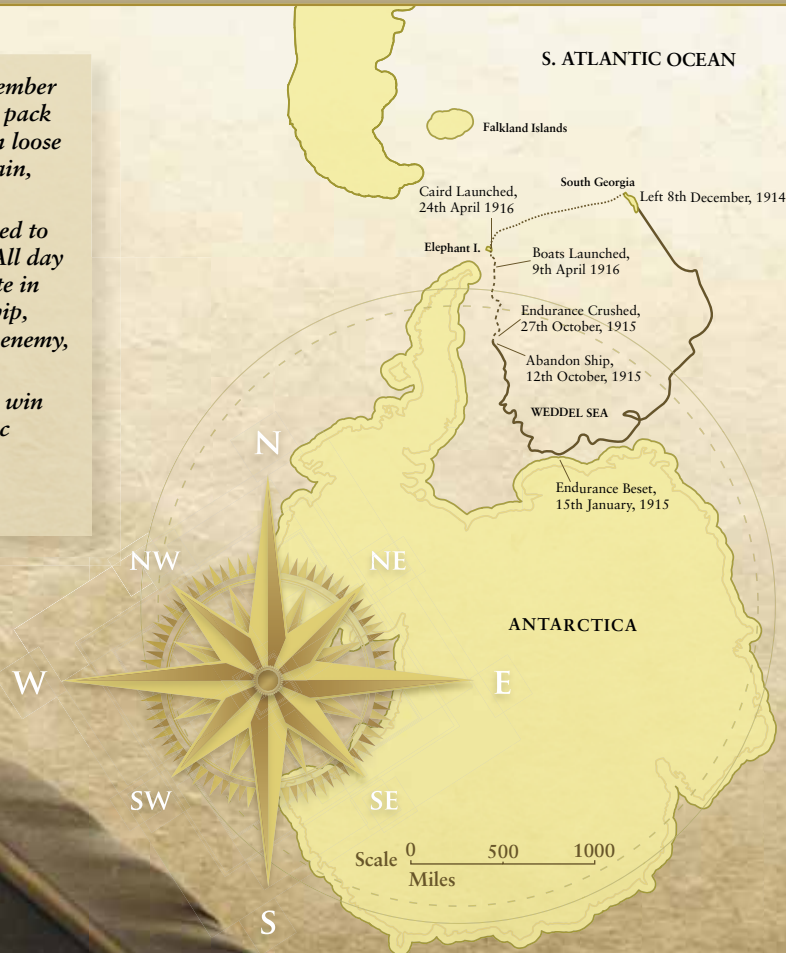 ember
pack
loose
ain,
ed to
All day
te in
ip,
enemy,
win
c
S. ATLANTIC OCEAN
Falkland Islands
South Georgia
Left 8th December, 1914
Caird Launched,
24th April 1916
Elephant I.
Boats Launched,
9th April 1916
Endurance Crushed,
27th October, 1915
Abandon Ship,
12th October, 1915
WEDDEL SEA
Endurance Beset,
15th January, 1915
ANTARCTICA
N
NW
NE
W
E
SW
SE
S
Scale 0 500 1000
Miles